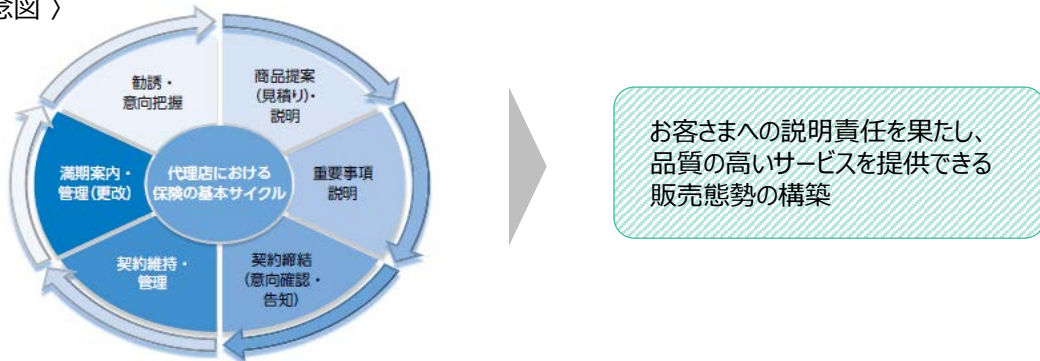 念図 〉
勧誘・
意向把握
商品提案
(見積り)・
説明
重要事項
説明
契約締結
(意向確認・
告知)
契約維持・
管理
満期案内・
管理(更改)
代理店における
保険の基本サイクル
お客さまへの説明責任を果たし、
品質の高いサービスを提供できる
販売態勢の構築